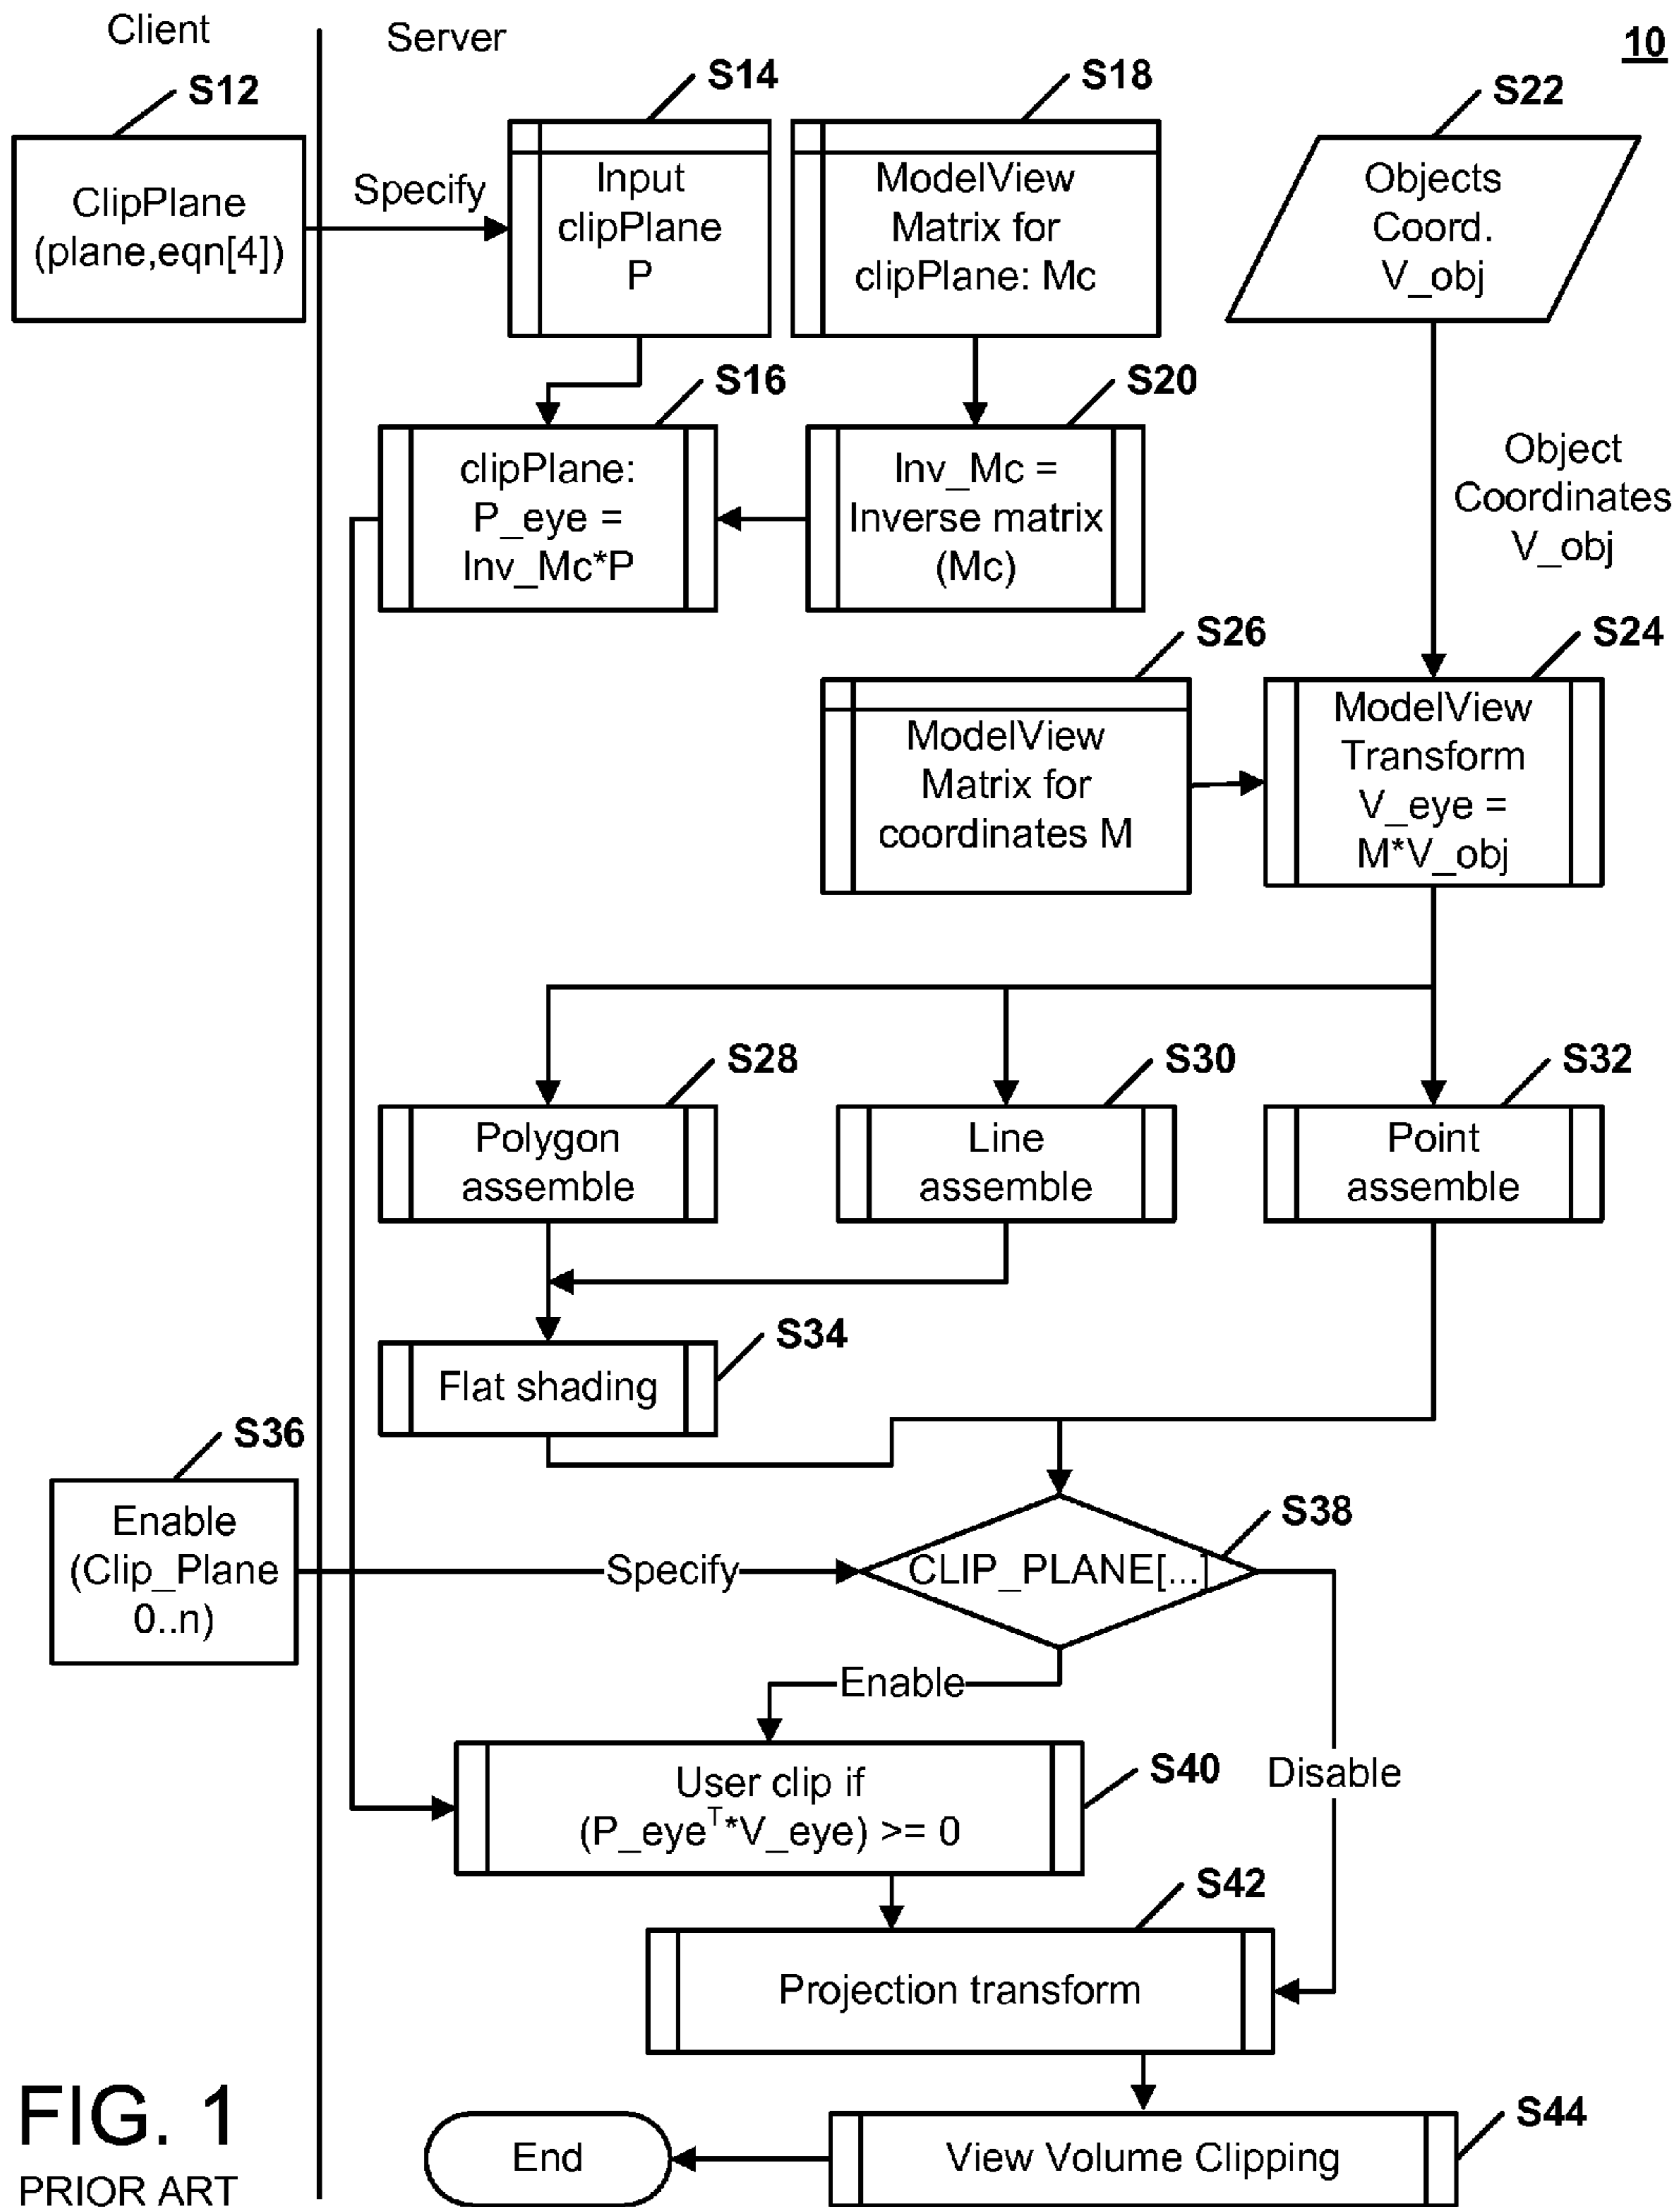 Client
Server
10
S12
ClipPlane
(plane,eqn[4])
Specify
S14
Input
clipPlane
P
S18
ModelView
Matrix for
clipPlane: Mc
S22
Objects
Coord.
V_obj
S16
clipPlane:
P_eye =
Inv_Mc*P
S20
Inv_Mc =
Inverse matrix
(Mc)
Object
Coordinates
V_obj
S26
ModelView
Matrix for
coordinates M
S24
ModelView
Transform
V_eye =
M*V_obj
S28
Polygon
assemble
S30
Line
assemble
S32
Point
assemble
S34
Flat shading
S36
Enable
(Clip_Plane
0..n)
Specify
S38
CLIP_PLANE[...]
Enable
Disable
S40
User clip if
(P_eyeᵀ*V_eye) >= 0
S42
Projection transform
S44
View Volume Clipping
End
FIG. 1
PRIOR ART